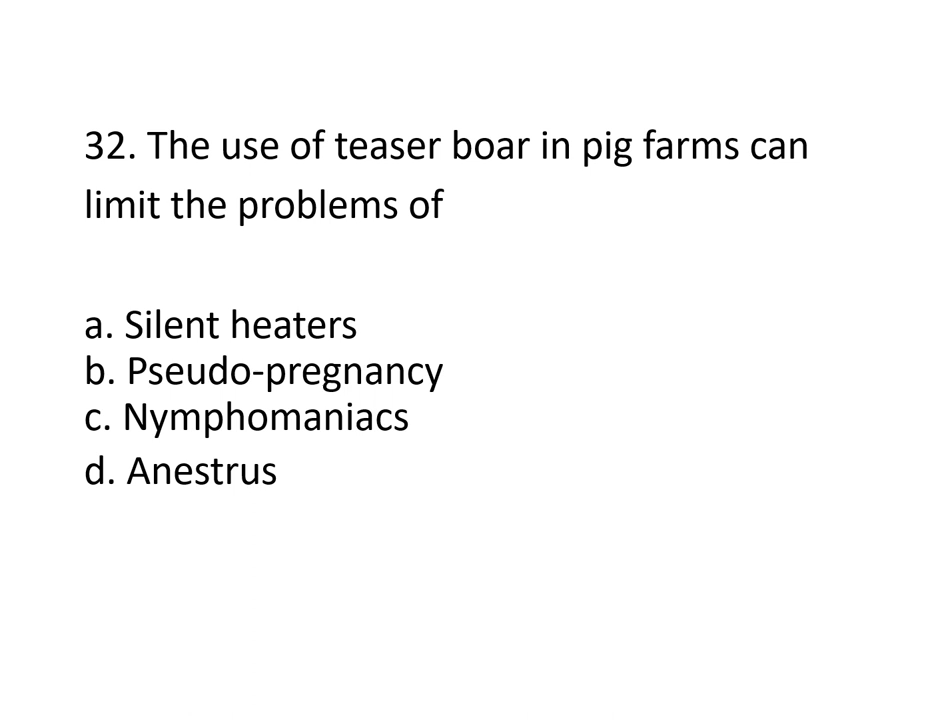 32. The use of teaser boar in pig farms can
limit the problems of
a. Silent heaters
b. Pseudo-pregnancy
c. Nymphomaniacs
d. Anestrus